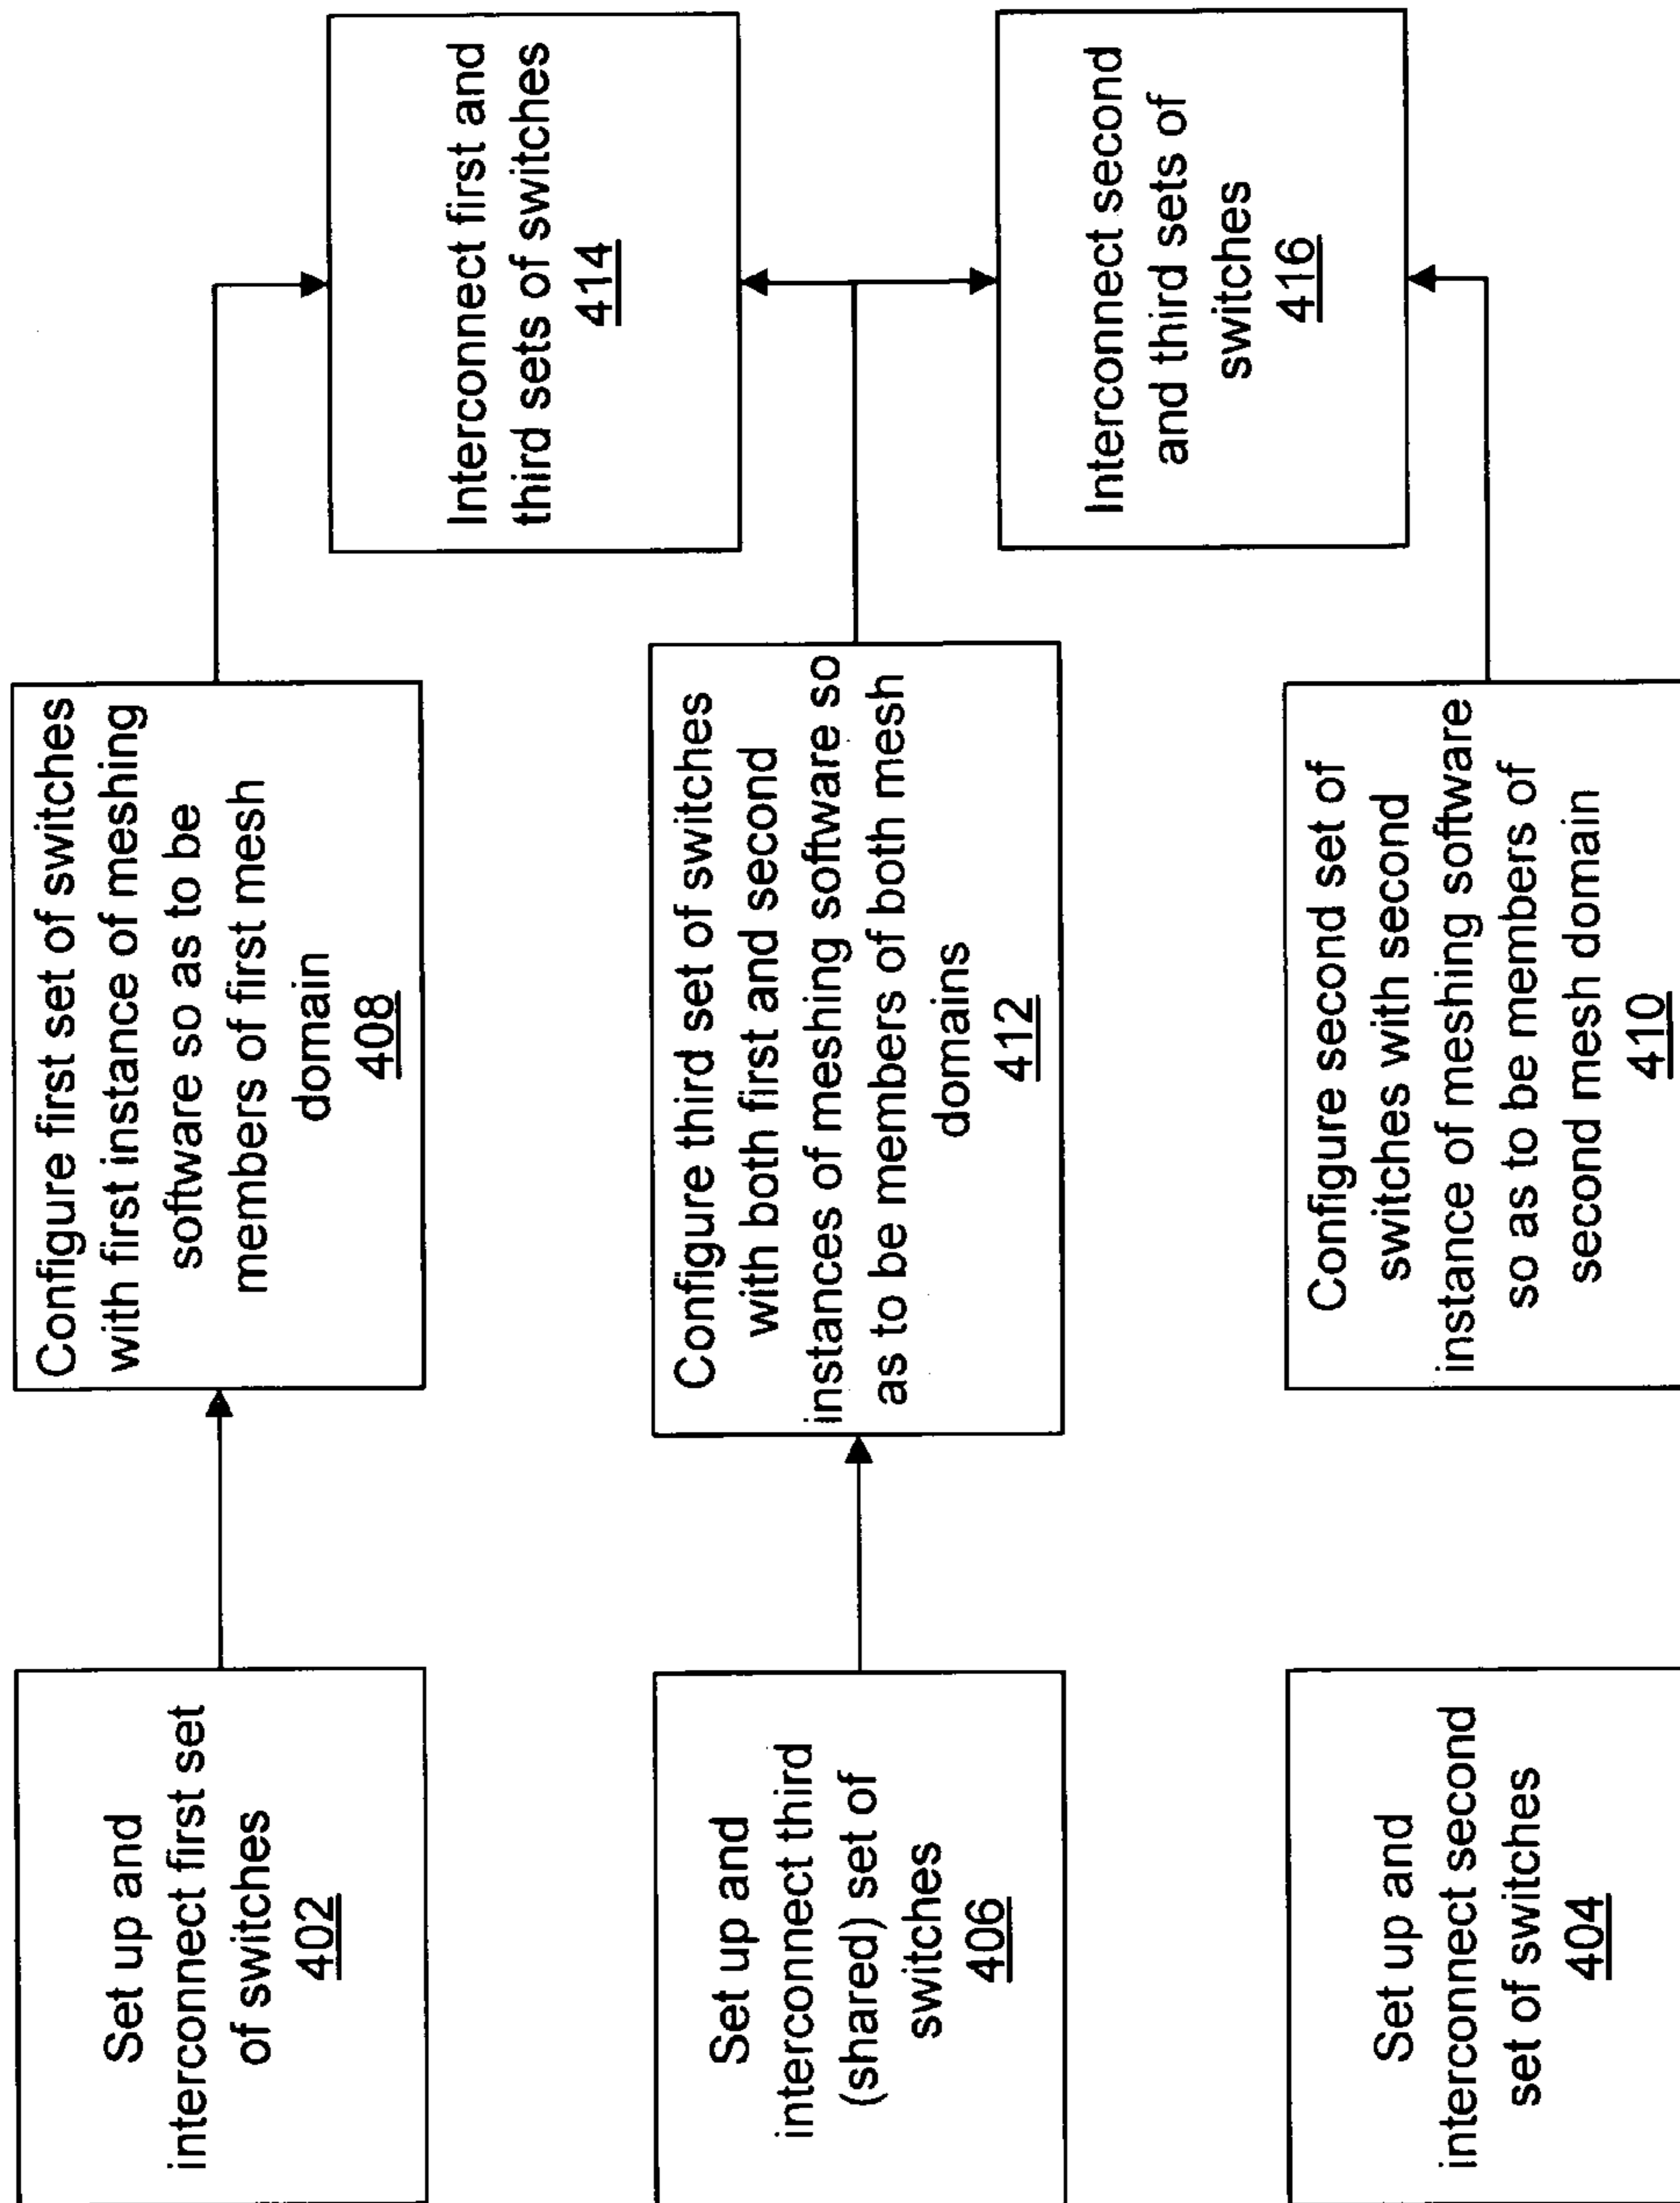 Set up and
interconnect first set
of switches
402
Configure first set of switches
with first instance of meshing
software so as to be
members of first mesh
domain
408
Interconnect first and
third sets of switches
414
Set up and
interconnect third
(shared) set of
switches
406
Configure third set of switches
with both first and second
instances of meshing software so
as to be members of both mesh
domains
412
Interconnect second
and third sets of
switches
416
Set up and
interconnect second
set of switches
404
Configure second set of
switches with second
instance of meshing software
so as to be members of
second mesh domain
410